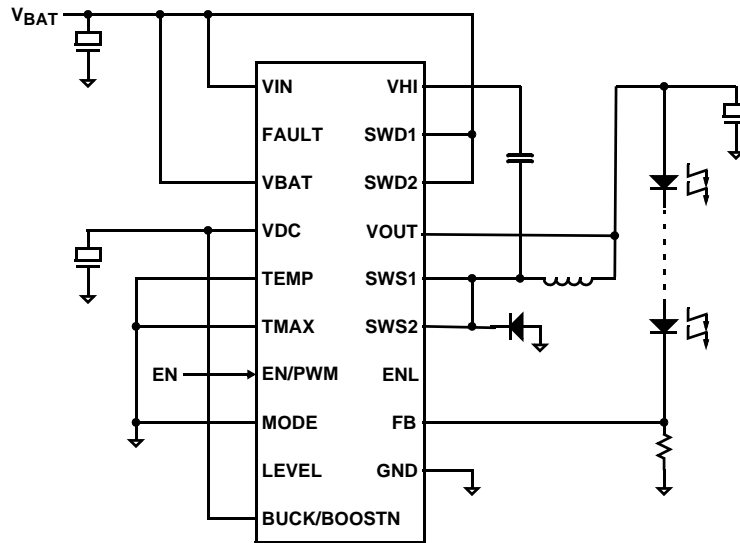 VBAT
VIN VHI
FAULT SWD1
VBAT SWD2
VDC VOUT
TEMP SWS1
TMAX SWS2
EN EN/PWM ENL
MODE FB
LEVEL GND
BUCK/BOOSTN